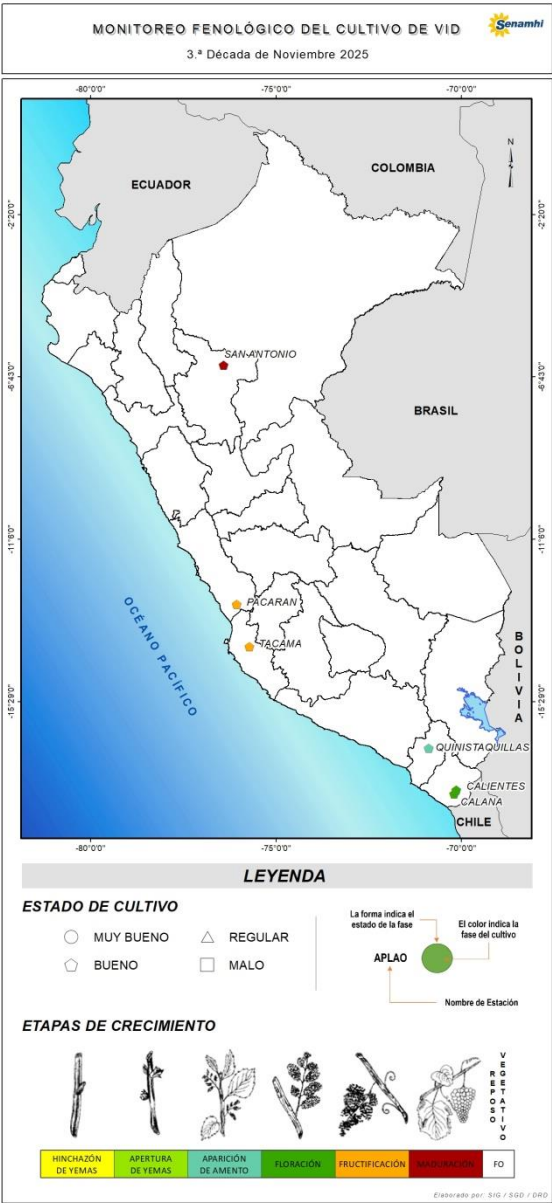 MONITOREO FENOLÓGICO DEL CULTIVO DE VID
Senamhi
3.ª Década de Noviembre 2025
-80°0'0"
-75°0'0"
-70°0'0"
N
COLOMBIA
ECUADOR
-2°20'0"
-2°20'0"
SAN-ANTONIO
-6°43'0"
-6°43'0"
BRASIL
-11°6'0"
-11°6'0"
OCÉANO PACÍFICO
PACARAN
TACAMA
BOLIVIA
-15°29'0"
-15°29'0"
QUINISTAQUILLAS
CALIENTES
CALANA
CHILE
-80°0'0"
-75°0'0"
-70°0'0"
LEYENDA
ESTADO DE CULTIVO
MUY BUENO
REGULAR
BUENO
MALO
La forma indica el
estado de la fase
El color indica la
fase del cultivo
APLAO
Nombre de Estación
ETAPAS DE CRECIMIENTO
REPOSO
VEGETATIVO
HINCHAZÓN
DE YEMAS
APERTURA
DE YEMAS
APARICIÓN
DE AMENTO
FLORACIÓN
FRUCTIFICACIÓN
MADURACIÓN
FO
Elaborado por: SIG / SGD / DRD